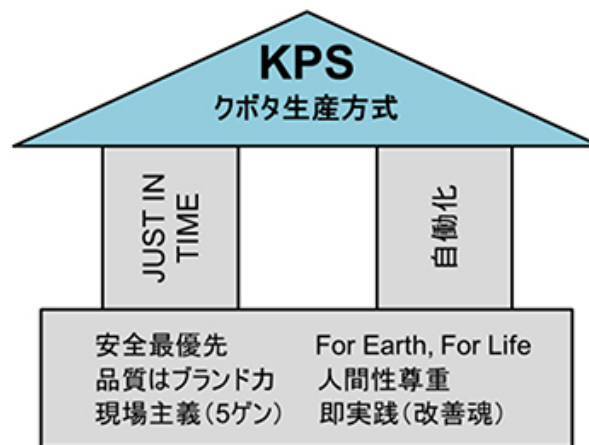 KPS
クボタ生産方式
JUST IN
TIME
自働化
安全最優先 For Earth, For Life
品質はブランド力 人間性尊重
現場主義(5ゲン) 即実践(改善魂)